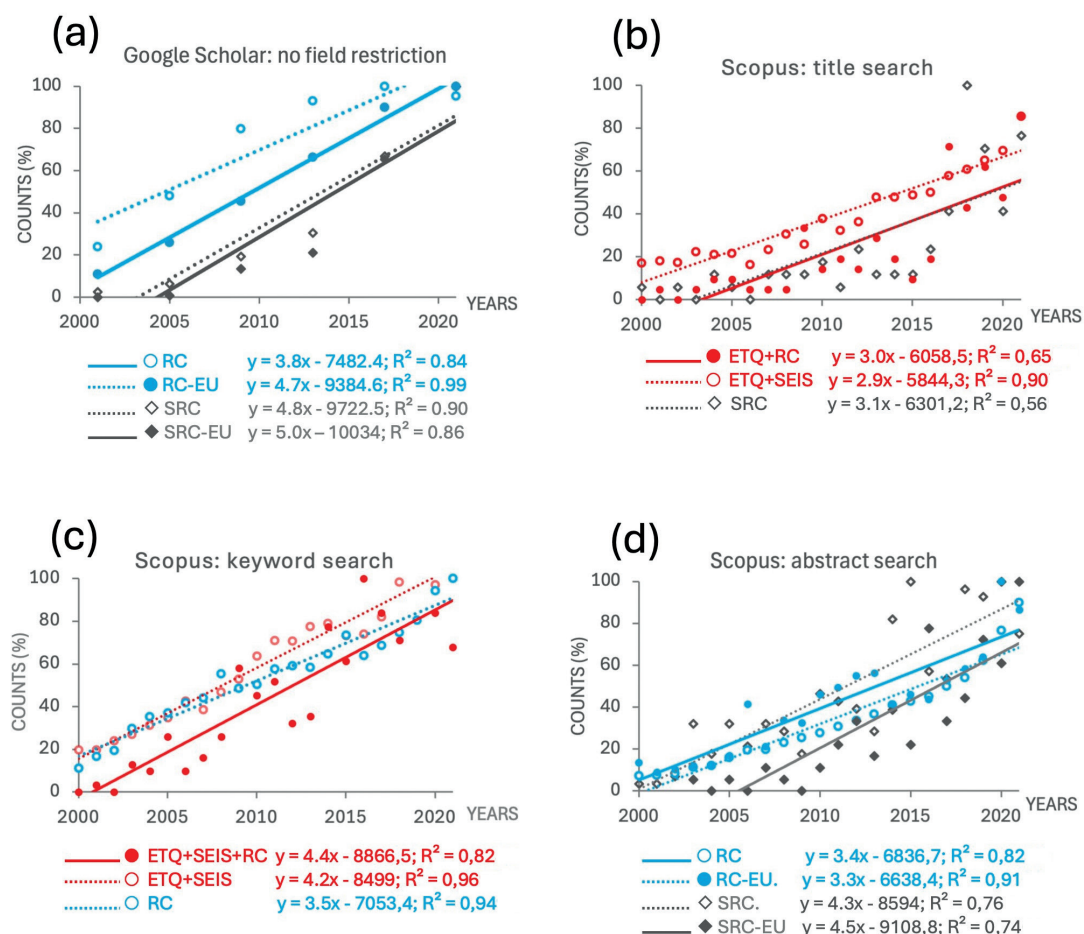 (a)
Google Scholar: no field restriction
COUNTS (%)
100
80
60
40
20
0
2000
2005
2010
2015
2020
YEARS
RC y = 3.8x - 7482.4; R² = 0.84
RC-EU y = 4.7x - 9384.6; R² = 0.99
SRC y = 4.8x - 9722.5; R² = 0.90
SRC-EU y = 5.0x – 10034; R² = 0.86
(b)
Scopus: title search
COUNTS(%)
100
80
60
40
20
0
2000
2005
2010
2015
2020
YEARS
ETQ+RC y = 3.0x - 6058,5; R² = 0,65
ETQ+SEIS y = 2.9x - 5844,3; R² = 0,90
SRC y = 3.1x - 6301,2; R² = 0,56
(c)
Scopus: keyword search
COUNTS (%)
100
80
60
40
20
0
2000
2005
2010
2015
2020
YEARS
ETQ+SEIS+RC y = 4.4x - 8866,5; R² = 0,82
ETQ+SEIS y = 4.2x - 8499; R² = 0,96
RC y = 3.5x - 7053,4; R² = 0,94
(d)
Scopus: abstract search
COUNTS (%)
100
80
60
40
20
0
2000
2005
2010
2015
2020
YEARS
RC y = 3.4x - 6836,7; R² = 0,82
RC-EU. y = 3.3x - 6638,4; R² = 0,91
SRC. y = 4.3x - 8594; R² = 0,76
SRC-EU y = 4.5x - 9108,8; R² = 0,74